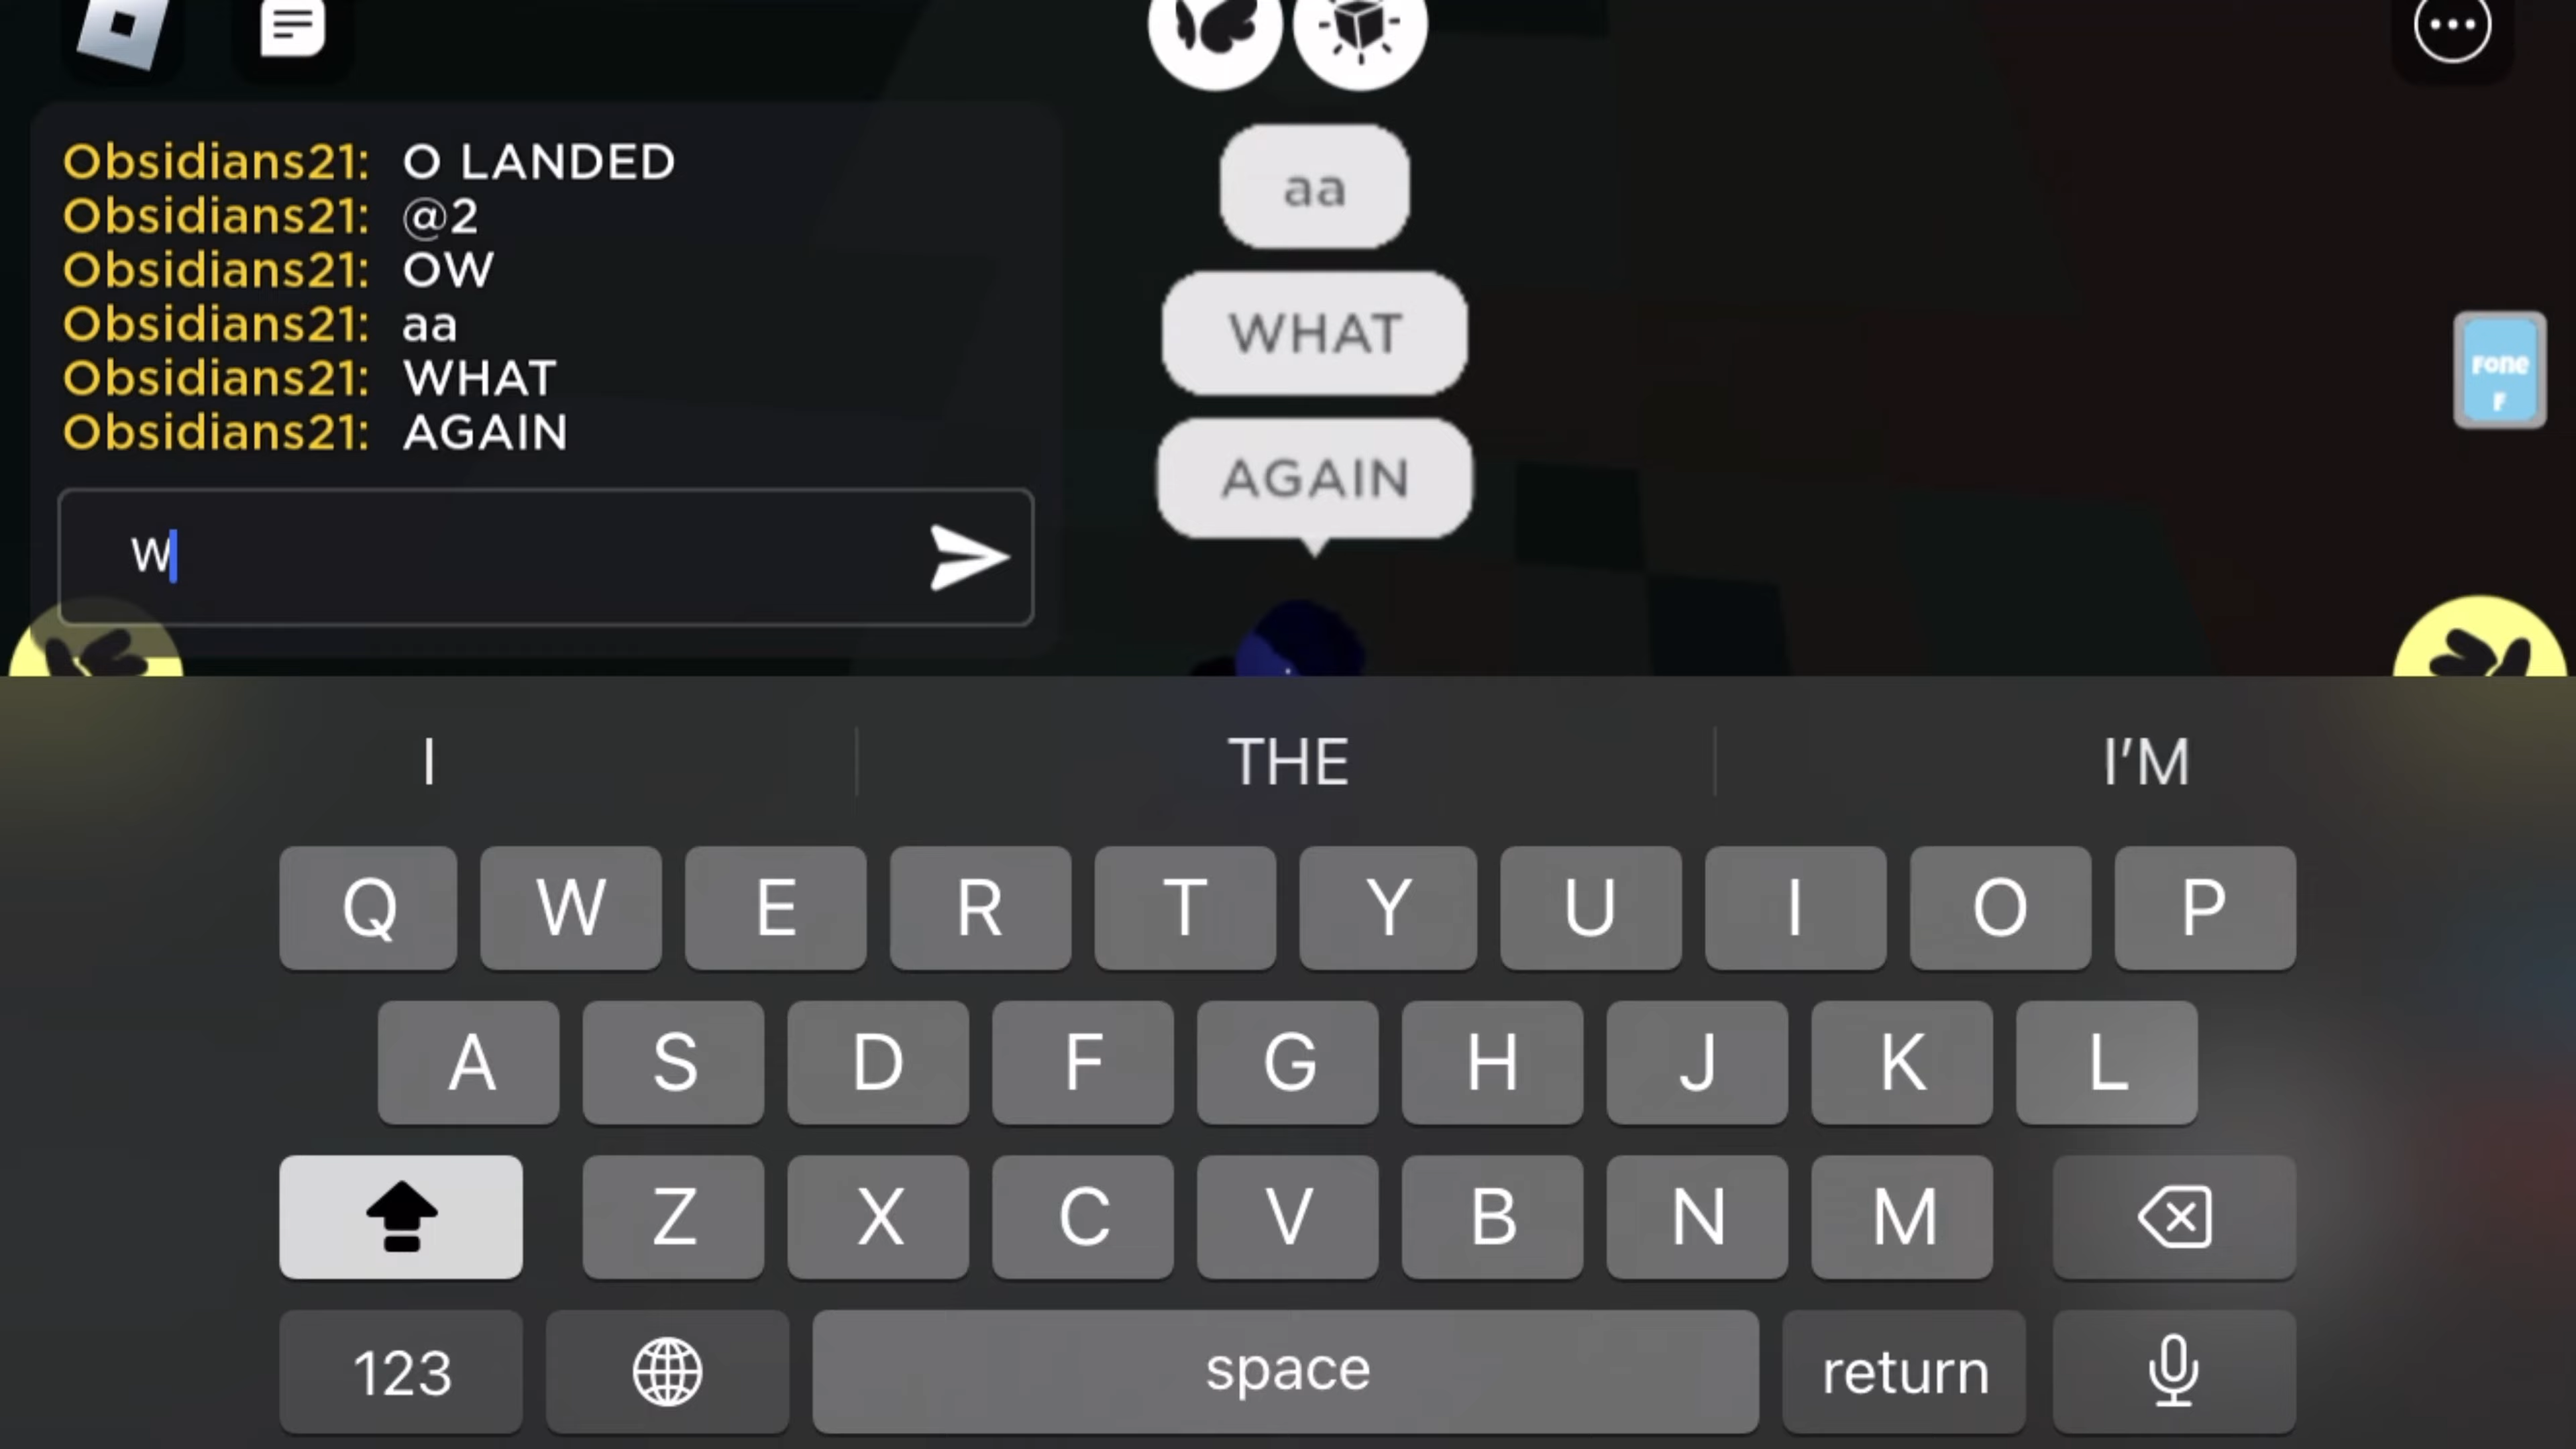 Obsidians21: O LANDED
Obsidians21: @2
Obsidians21: OW
Obsidians21: aa
Obsidians21: WHAT
Obsidians21: AGAIN
W
aa
WHAT
AGAIN
FONE
F
I
THE
I'M
Q W E R T Y U I O P
A S D F G H J K L
Z X C V B N M
123
space
return